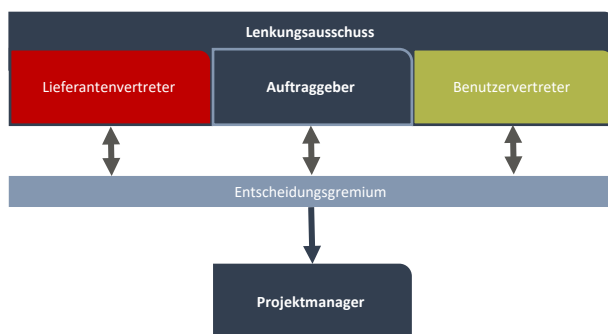 Lenkungsausschuss
Lieferantenvertreter
Auftraggeber
Benutzervertreter
Entscheidungsgremium
Projektmanager